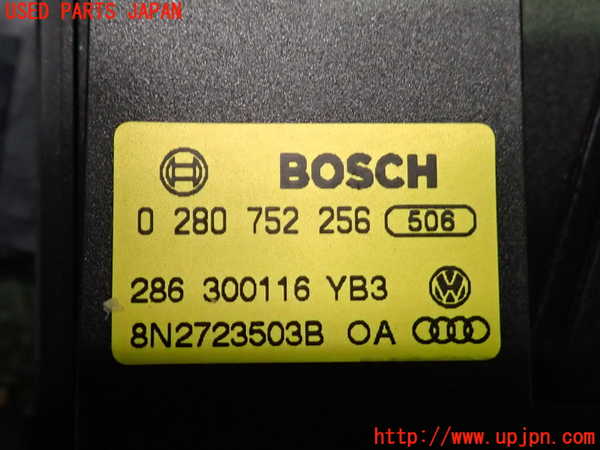 USED PARTS JAPAN
BOSCH
0 280 752 256 506
286 300116 YB3
8N2723503B OA
http://www.upjpn.com/